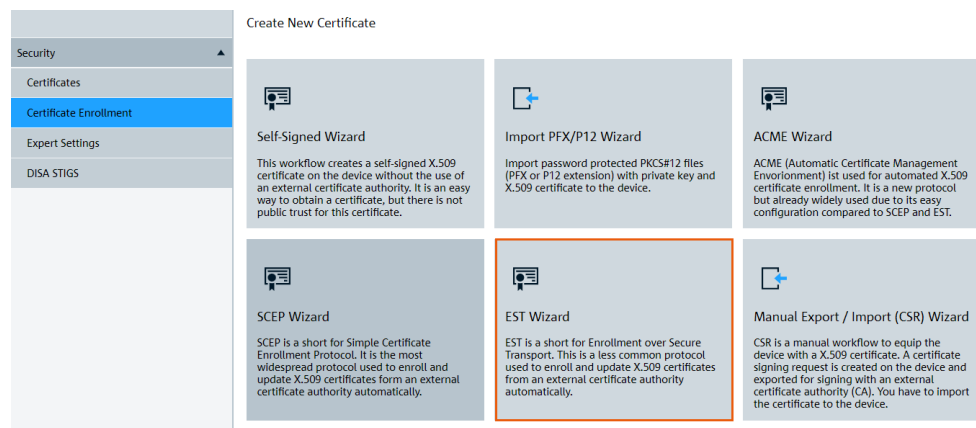 Create New Certificate
Security
Certificates
Certificate Enrollment
Expert Settings
DISA STIGS
Self-Signed Wizard
This workflow creates a self-signed X.509
certificate on the device without the use of
an external certificate authority. It is an easy
way to obtain a certificate, but there is not
public trust for this certificate.
Import PFX/P12 Wizard
Import password protected PKCS#12 files
(PFX or P12 extension) with private key and
X.509 certificate to the device.
ACME Wizard
ACME (Automatic Certificate Management
Envorionment) ist used for automated X.509
certificate enrollment. It is a new protocol
but already widely used due to its easy
configuration compared to SCEP and EST.
SCEP Wizard
SCEP is a short for Simple Certificate
Enrollment Protocol. It is the most
widespread protocol used to enroll and
update X.509 certificates form an external
certificate authority automatically.
EST Wizard
EST is a short for Enrollment over Secure
Transport. This is a less common protocol
used to enroll and update X.509 certificates
from an external certificate authority
automatically.
Manual Export / Import (CSR) Wizard
CSR is a manual workflow to equip the
device with a X.509 certificate. A certificate
signing request is created on the device and
exported for signing with an external
certificate authority (CA). You have to import
the certificate to the device.